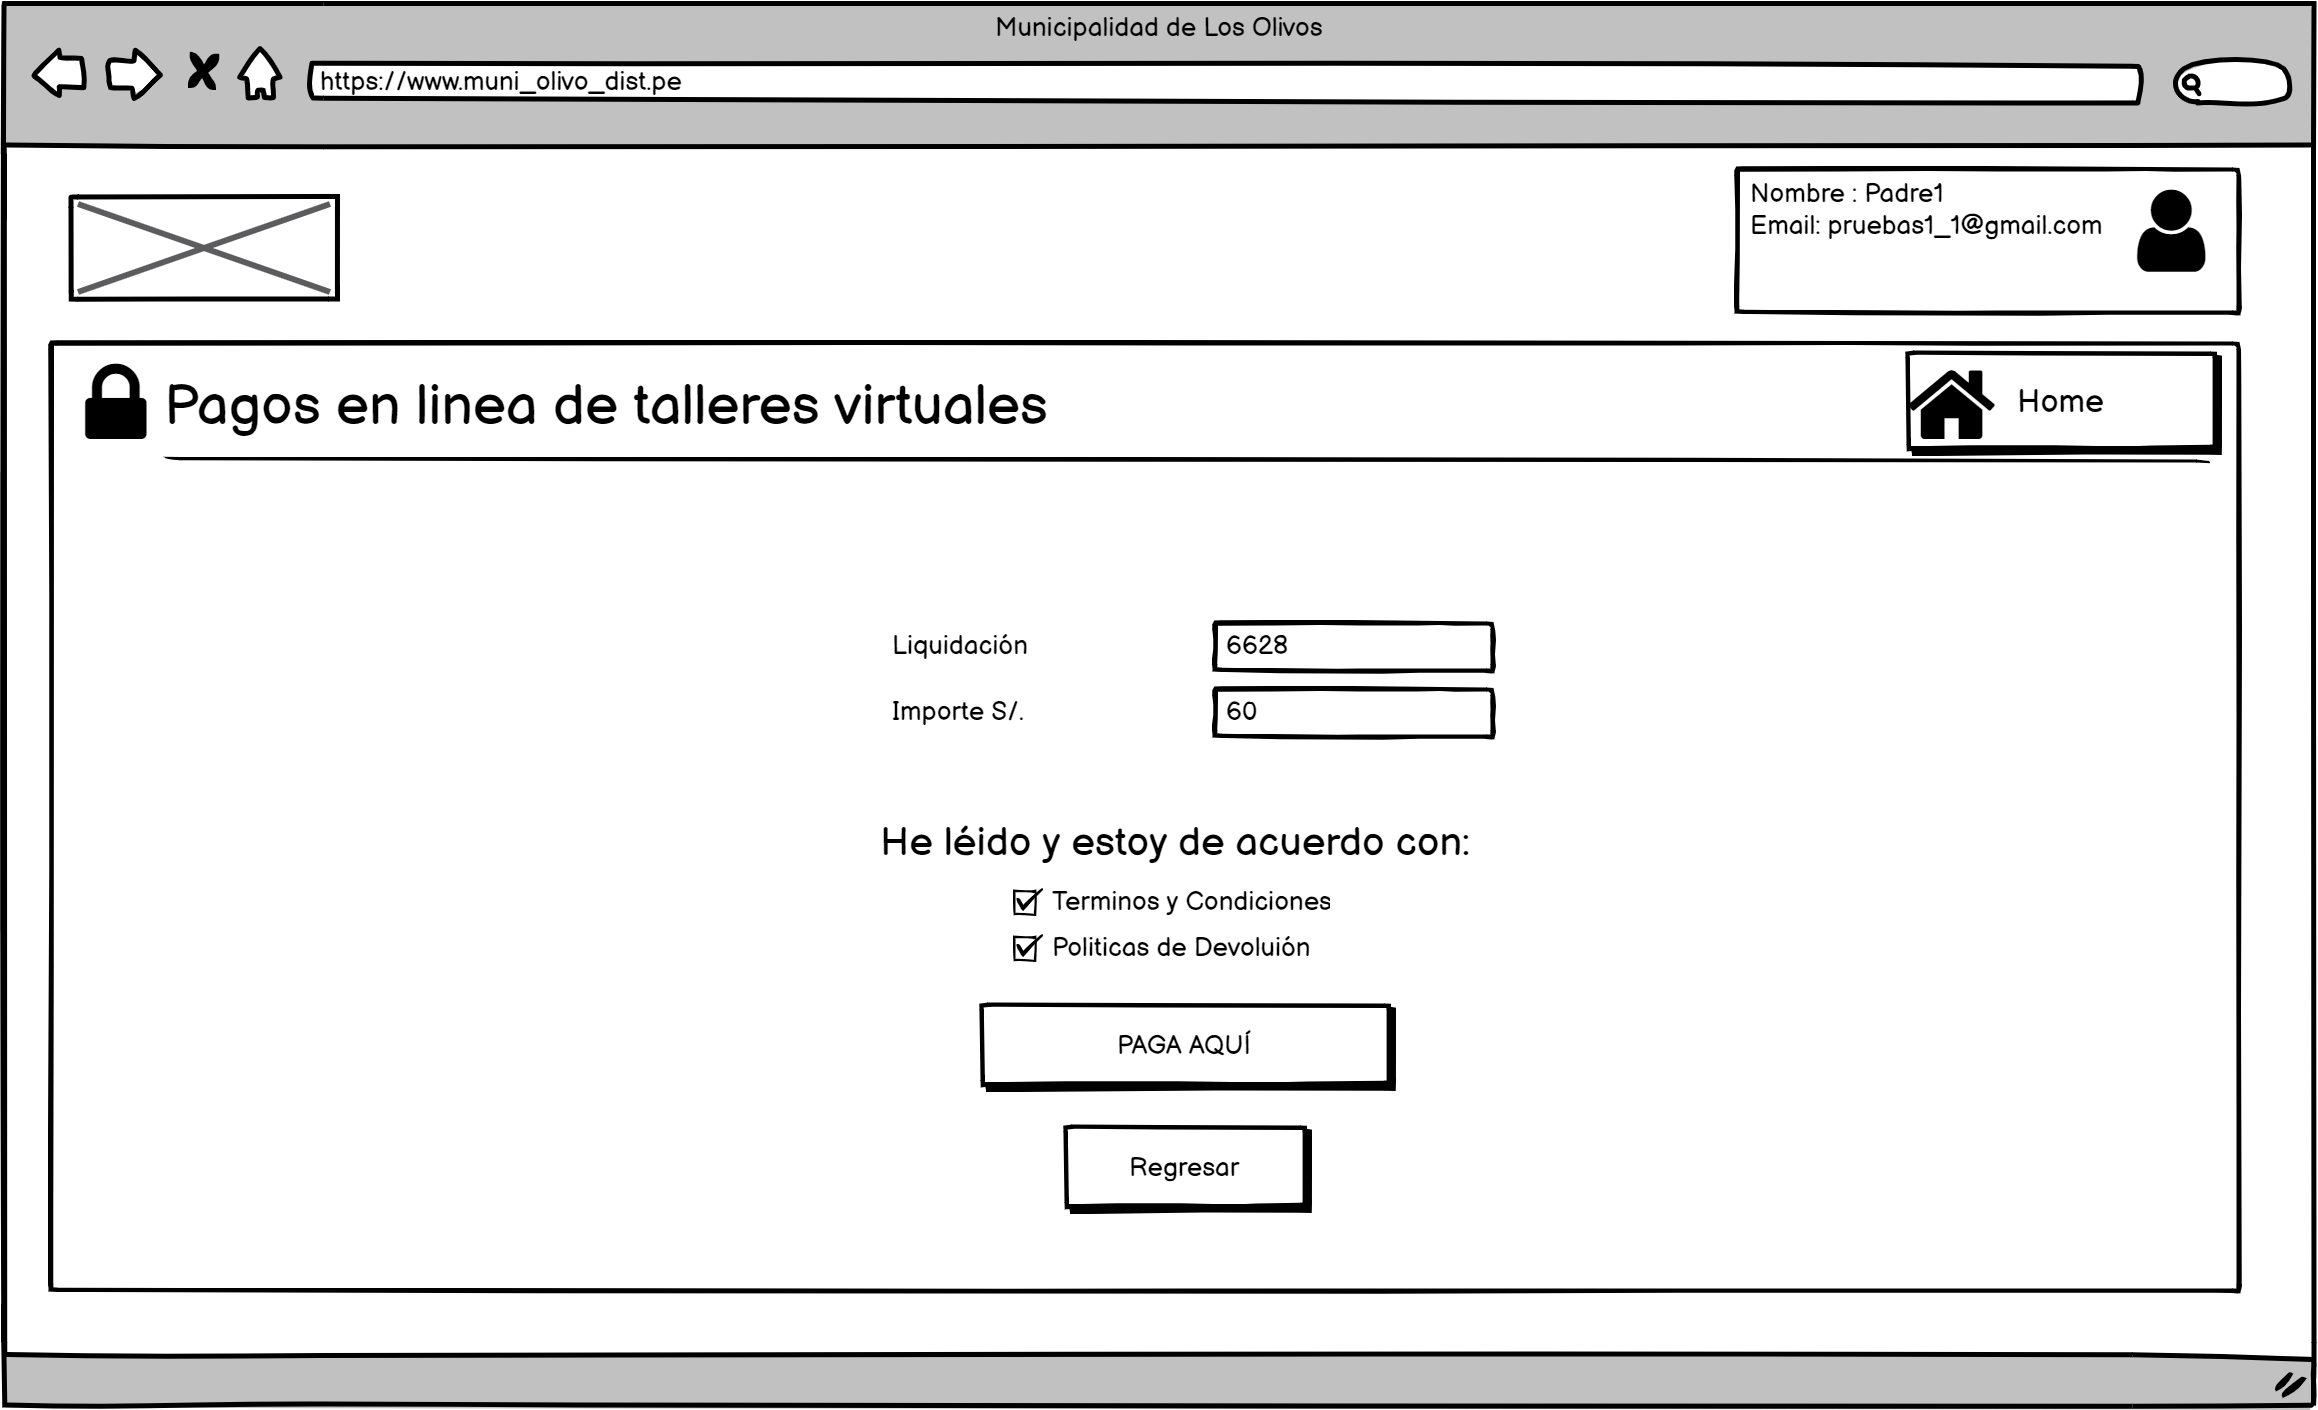 Municipalidad de Los Olivos
https://www.muni_olivo_dist.pe
Nombre : Padre1
Email: pruebas1_1@gmail.com
Pagos en linea de talleres virtuales
Home
Liquidación
6628
Importe S/.
60
He léido y estoy de acuerdo con:
Terminos y Condiciones
Politicas de Devoluión
PAGA AQUÍ
Regresar